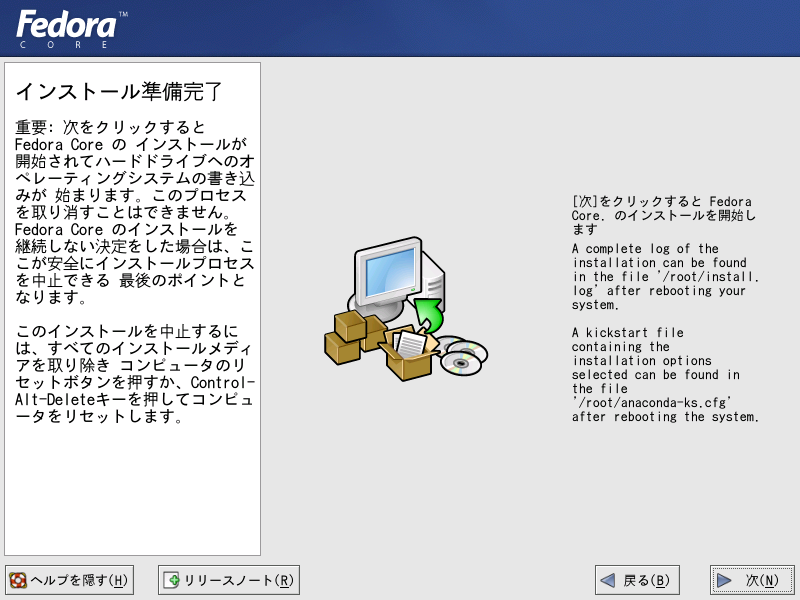 Fedora™
CORE
インストール準備完了
重要: 次をクリックすると
Fedora Core の インストールが
開始されてハードドライブへのオ
ペレーティングシステムの書き込
みが 始まります。このプロセス
を取り消すことはできません。
Fedora Core のインストールを
継続しない決定をした場合は、こ
こが安全にインストールプロセス
を中止できる 最後のポイントと
なります。
このインストールを中止するに
は、すべてのインストールメディ
アを取り除き コンピュータのリ
セットボタンを押すか、Control-
Alt-Deleteキーを押してコンピュ
ータをリセットします。
[次]をクリックすると Fedora
Core. のインストールを開始し
ます
A complete log of the
installation can be found
in the file '/root/install.
log' after rebooting your
system.
A kickstart file
containing the
installation options
selected can be found in
the file
'/root/anaconda-ks.cfg'
after rebooting the system.
ヘルプを隠す(H)
リリースノート(R)
戻る(B)
次(N)